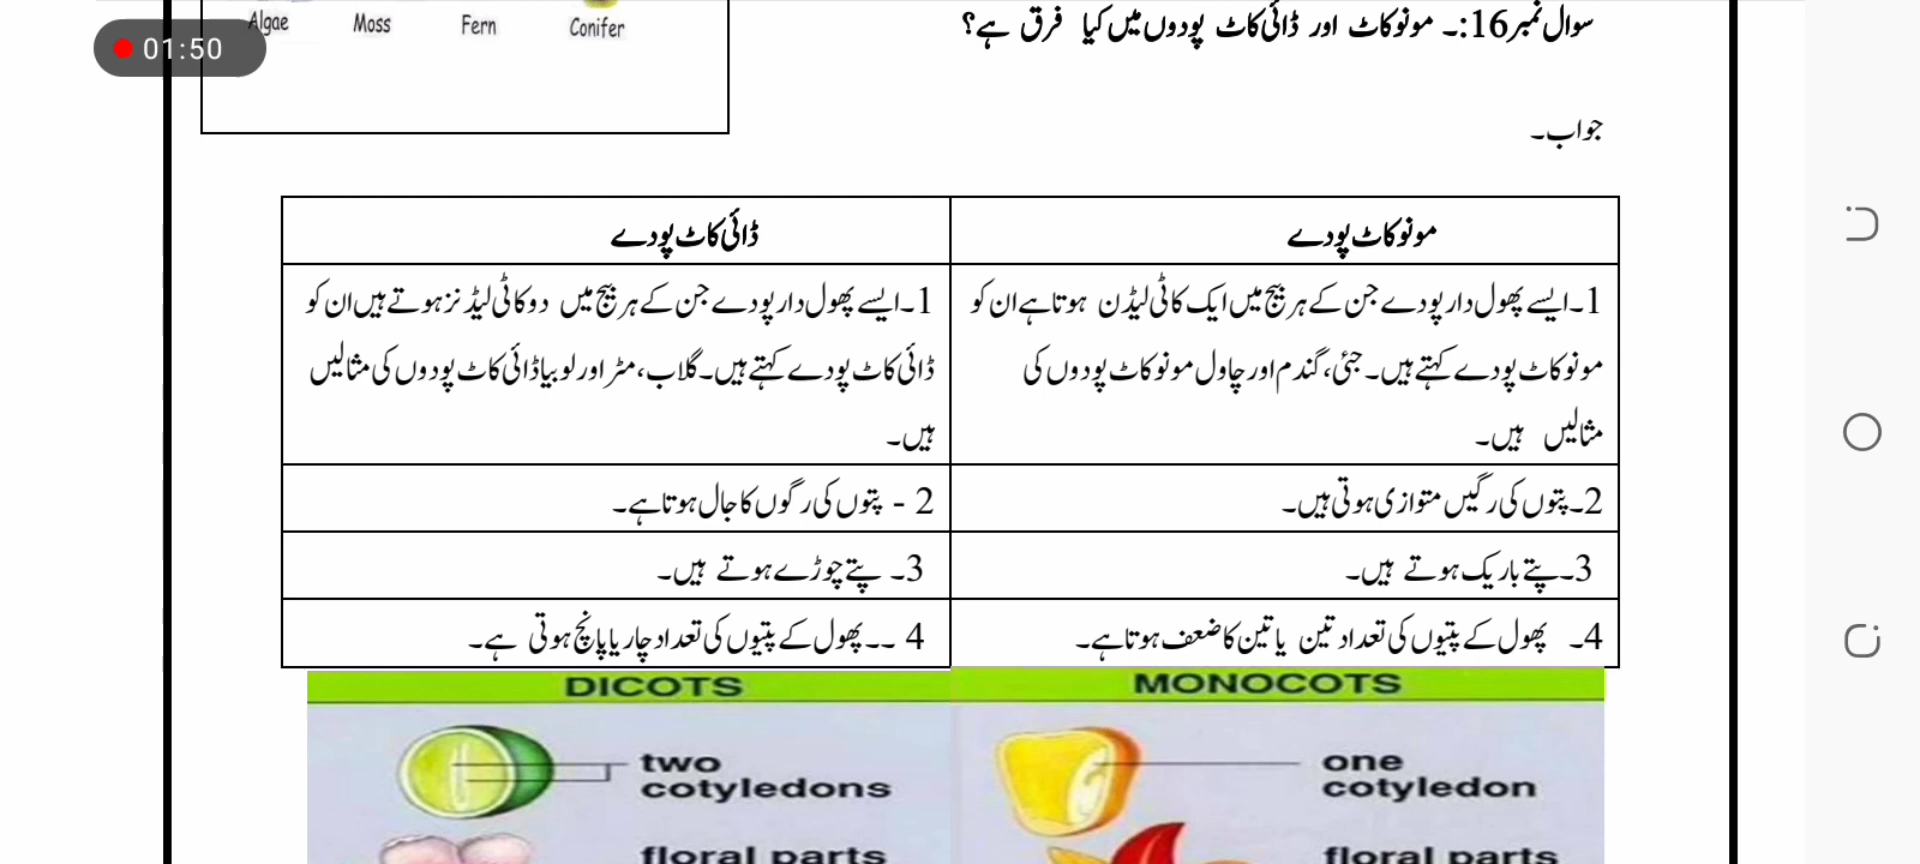 Algae Moss Fern Conifer
01:50
سوال نمبر16:۔ مونوکاٹ اور ڈائی کاٹ پودوں میں کیا فرق ہے؟
جواب۔
مونوکاٹ پودے
ڈائی کاٹ پودے
1۔ایسے پھول دار پودے جن کے ہر بیج میں ایک کاٹی لیڈن ہوتا ہے ان کو
مونوکاٹ پودے کہتے ہیں۔ جئی، گندم اور چاول مونوکاٹ پودوں کی
مثالیں ہیں۔
1۔ایسے پھول دار پودے جن کے ہر بیج میں دو کاٹی لیڈنز ہوتے ہیں ان کو
ڈائی کاٹ پودے کہتے ہیں۔ گلاب، مٹر اور لوبیا ڈائی کاٹ پودوں کی مثالیں
ہیں۔
2۔پتوں کی رگیں متوازی ہوتی ہیں۔
2 - پتوں کی رگوں کا جال ہوتا ہے۔
3۔پتے باریک ہوتے ہیں۔
3۔ پتے چوڑے ہوتے ہیں۔
4۔ پھول کے پتیوں کی تعداد تین یا تین کا ضعف ہوتا ہے۔
4 ۔۔ پھول کے پتیوں کی تعداد چار یا پانچ ہوتی ہے۔
DICOTS
MONOCOTS
two
cotyledons
one
cotyledon
floral parts
floral parts